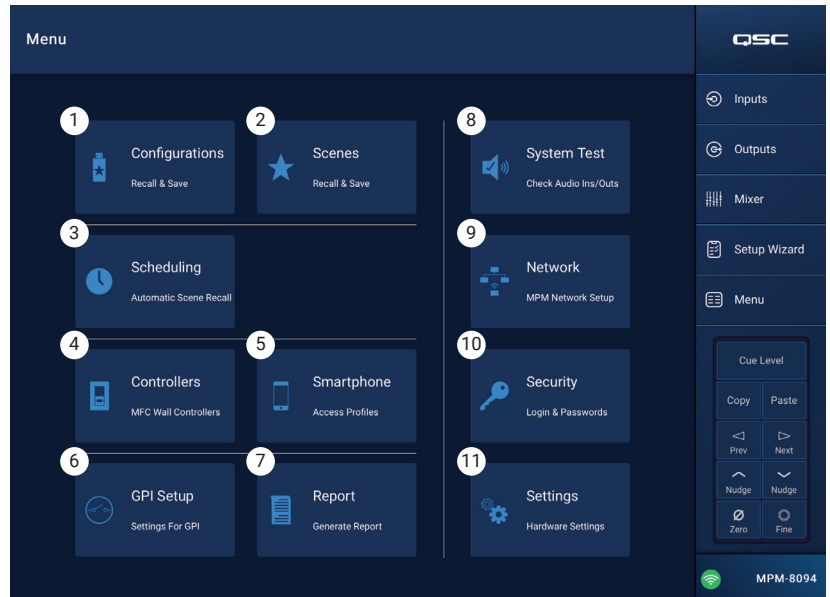 Menu
1
Configurations
Recall & Save
2
Scenes
Recall & Save
3
Scheduling
Automatic Scene Recall
4
Controllers
MFC Wall Controllers
5
Smartphone
Access Profiles
6
GPI Setup
Settings For GPI
7
Report
Generate Report
8
System Test
Check Audio Ins/Outs
9
Network
MPM Network Setup
10
Security
Login & Passwords
11
Settings
Hardware Settings
QSC
Inputs
Outputs
Mixer
Setup Wizard
Menu
Cue Level
Copy Paste
Prev Next
Nudge Nudge
Zero Fine
MPM-8094